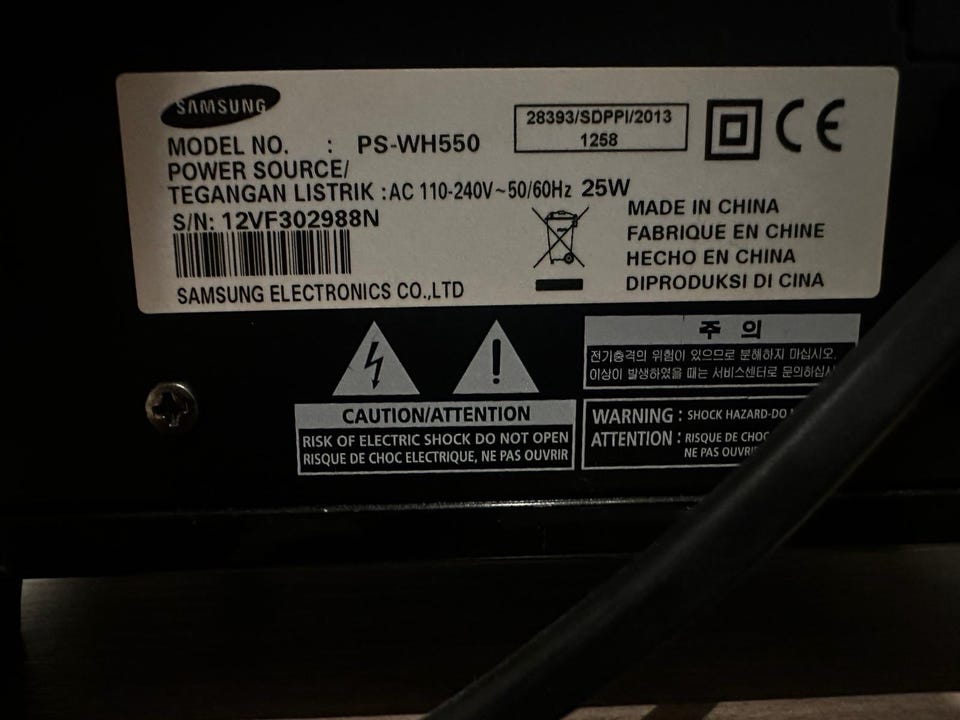 SAMSUNG
MODEL NO. : PS-WH550
POWER SOURCE/
TEGANGAN LISTRIK : AC 110-240V~50/60Hz 25W
S/N: 12VF302988N
SAMSUNG ELECTRONICS CO.,LTD
28393/SDPPI/2013
1258
CE
MADE IN CHINA
FABRIQUE EN CHINE
HECHO EN CHINA
DIPRODUKSI DI CINA
CAUTION/ATTENTION
RISK OF ELECTRIC SHOCK DO NOT OPEN
RISQUE DE CHOC ELECTRIQUE, NE PAS OUVRIR
주 의
전기충격의 위험이 있으므로 분해하지 마십시오.
이상이 발생하였을 때는 서비스센터로 문의하십시
WARNING : SHOCK HAZARD-DO
ATTENTION : RISQUE DE CHOC
NE PAS OUVRI